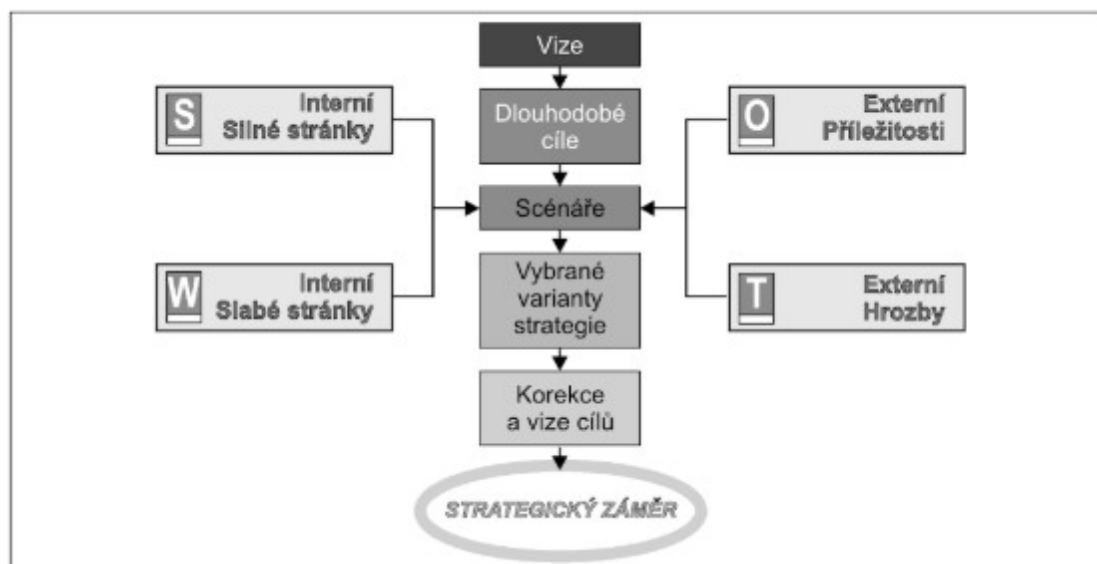 Vize
S
Interní
Silné stránky
Dlouhodobé
cíle
O
Externí
Příležitosti
Scénáře
W
Interní
Slabé stránky
Vybrané
varianty
strategie
T
Externí
Hrozby
Korekce
a vize cílů
STRATEGICKÝ ZÁMĚR